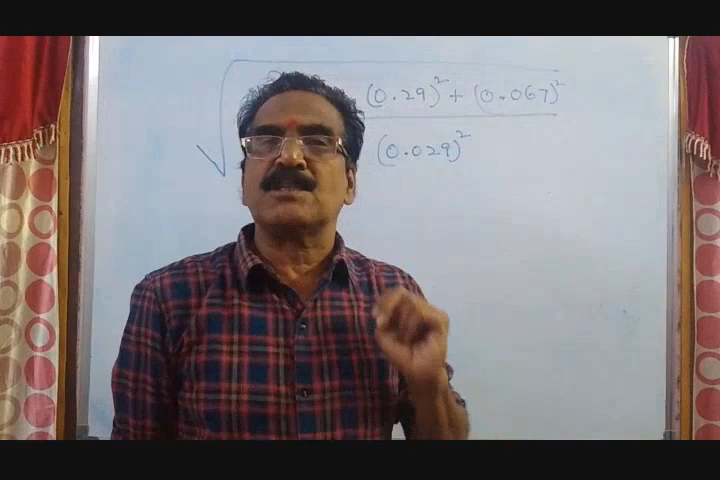 (0.29)² + (0.067)²
(0.029)²